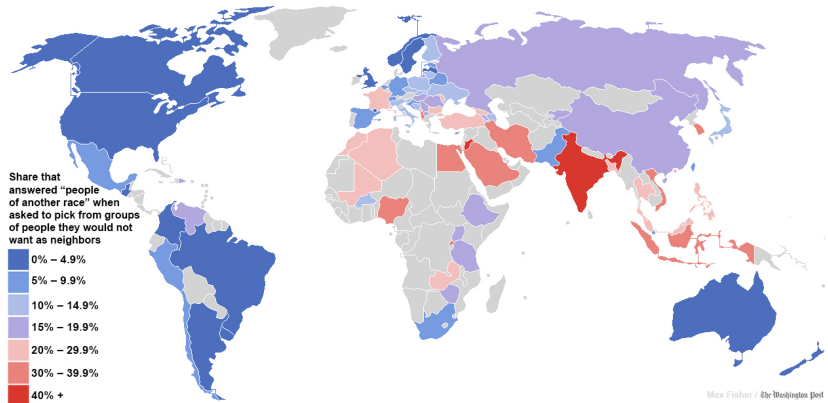 Share that
answered “people
of another race” when
asked to pick from groups
of people they would not
want as neighbors
0% – 4.9%
5% – 9.9%
10% – 14.9%
15% – 19.9%
20% – 29.9%
30% – 39.9%
40% +
Max Fisher / The Washington Post